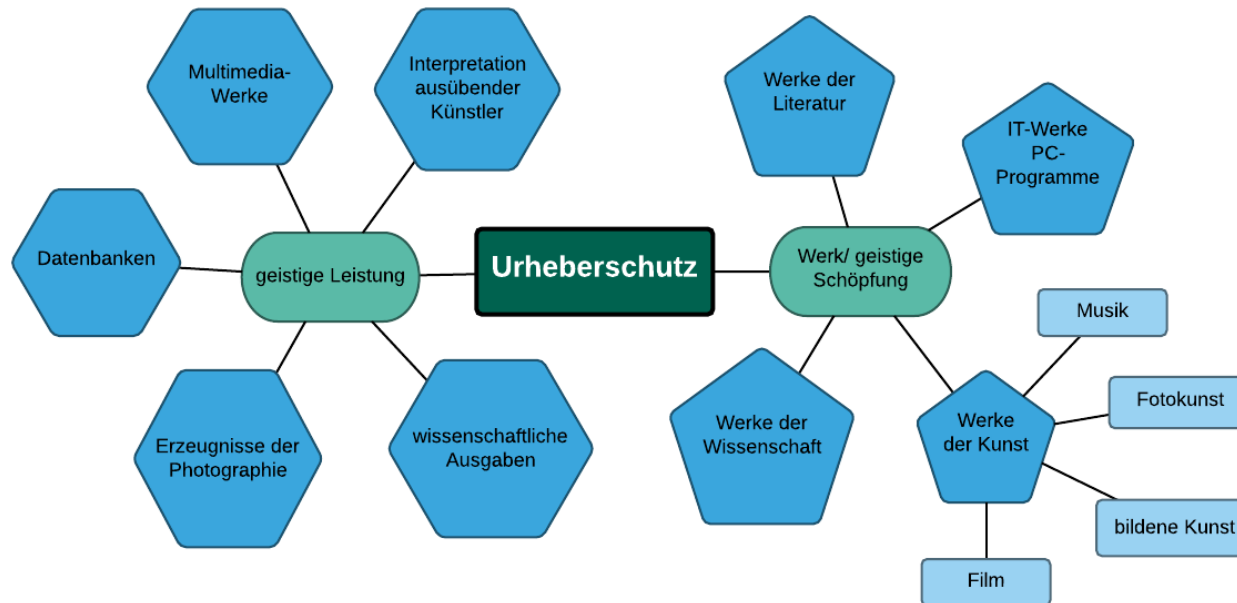 Multimedia-
Werke
Interpretation
ausübender
Künstler
Werke der
Literatur
IT-Werke
PC-
Programme
Datenbanken
geistige Leistung
Urheberschutz
Werk/ geistige
Schöpfung
Musik
Fotokunst
Erzeugnisse der
Photographie
wissenschaftliche
Ausgaben
Werke der
Wissenschaft
Werke
der Kunst
bildene Kunst
Film